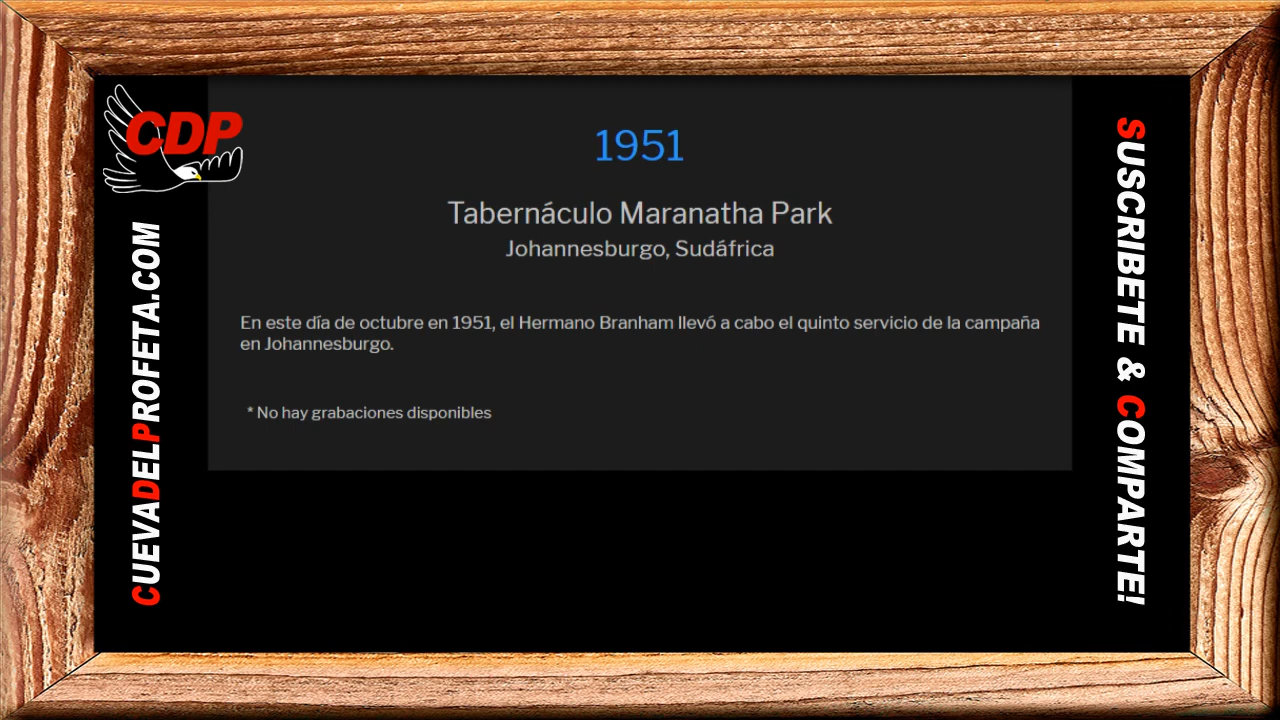 CDP
CUEVADELPROFETA.COM
1951
Tabernáculo Maranatha Park
Johannesburgo, Sudáfrica
En este día de octubre en 1951, el Hermano Branham llevó a cabo el quinto servicio de la campaña
en Johannesburgo.
* No hay grabaciones disponibles
SUSCRIBETE & COMPARTE!